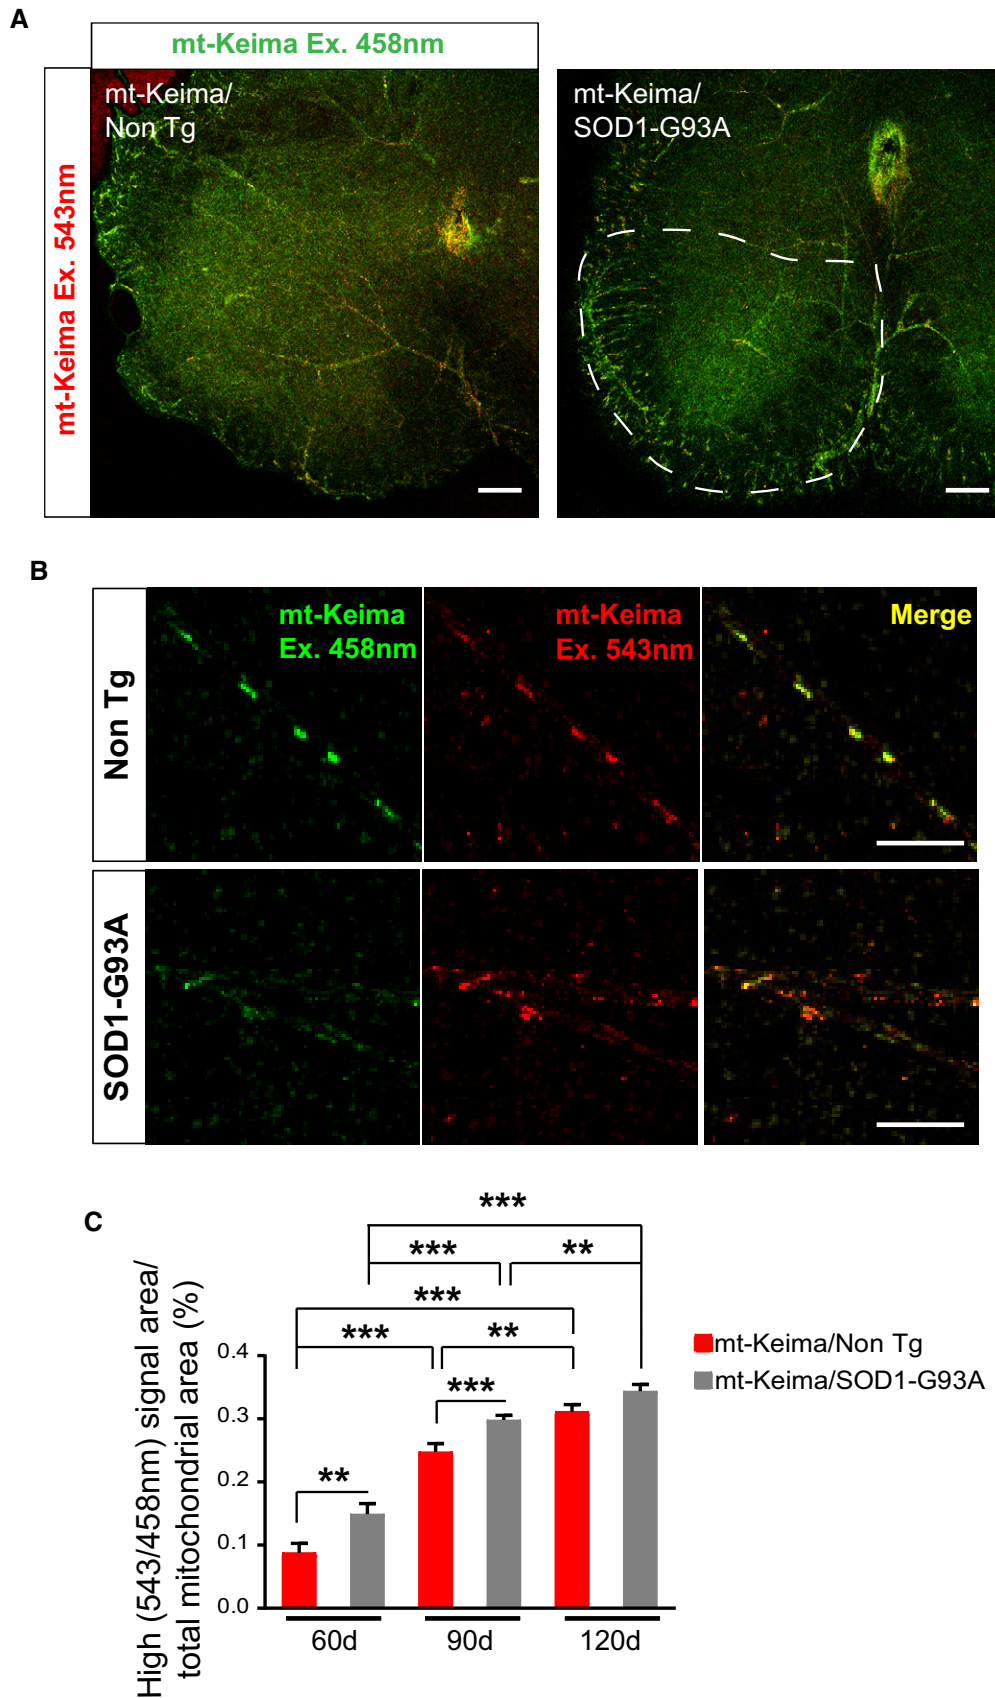 A
mt-Keima Ex. 458nm
mt-Keima Ex. 543nm
mt-Keima/
Non Tg
mt-Keima/
SOD1-G93A
B
Non Tg
mt-Keima
Ex. 458nm
mt-Keima
Ex. 543nm
Merge
SOD1-G93A
C
High (543/458nm) signal area/
total mitochondrial area (%)
***
***
**
***
***
**
***
**
0.4
0.3
0.2
0.1
0.0
60d
90d
120d
mt-Keima/Non Tg
mt-Keima/SOD1-G93A